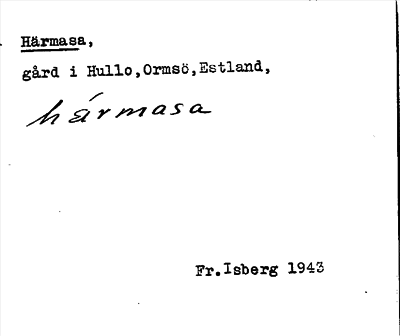 Härmasa,
gård i Hullo,Ormsö,Estland,
härmasa
Fr.Isberg 1943